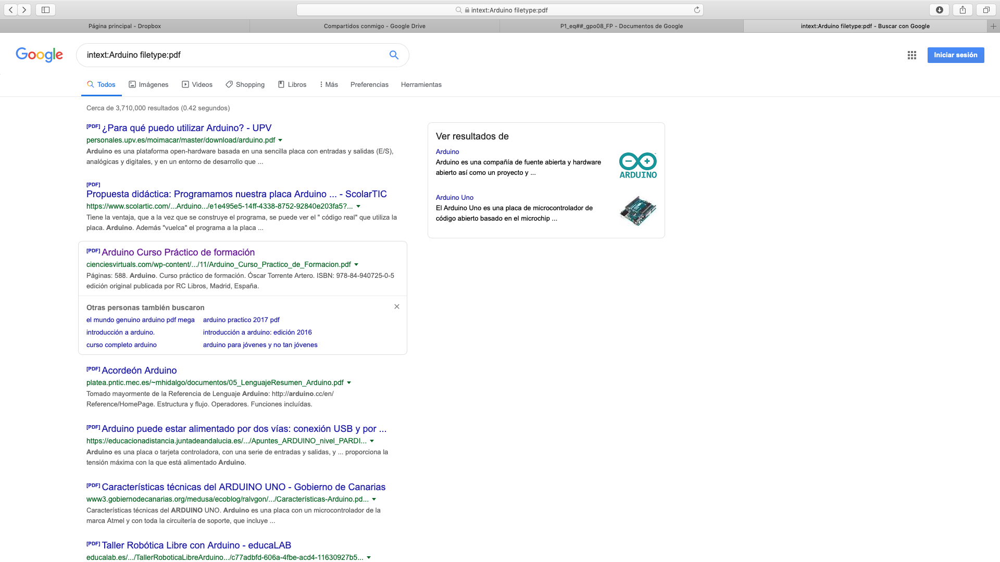 intext:Arduino filetype:pdf
Página principal - Dropbox
Compartidos conmigo - Google Drive
P1_eq##_gpo08_FP - Documentos de Google
intext:Arduino filetype:pdf - Buscar con Google
Google
intext:Arduino filetype:pdf
Iniciar sesión
Todos
Imágenes
Videos
Shopping
Libros
Más
Preferencias
Herramientas
Cerca de 3,710,000 resultados (0.42 segundos)
[PDF] ¿Para qué puedo utilizar Arduino? - UPV
personales.upv.es/moimacar/master/download/arduino.pdf
Arduino es una plataforma open-hardware basada en una sencilla placa con entradas y salidas (E/S),
analógicas y digitales, y en un entorno de desarrollo que ...
[PDF]
Propuesta didáctica: Programamos nuestra placa Arduino ... - ScolarTIC
https://www.scolartic.com/...Arduino.../e1e495e5-14ff-4338-8752-92840e203fa5?...
Tiene la ventaja, que a la vez que se construye el programa, se puede ver el " código real" que utiliza la
placa. Arduino. Además "vuelca" el programa a la placa ...
[PDF] Arduino Curso Práctico de formación
cienciesvirtuals.com/wp-content/.../11/Arduino_Curso_Practico_de_Formacion.pdf
Páginas: 588. Arduino. Curso práctico de formación. Óscar Torrente Artero. ISBN: 978-84-940725-0-5
edición original publicada por RC Libros, Madrid, España.
Otras personas también buscaron
el mundo genuino arduino pdf mega
arduino practico 2017 pdf
introducción a arduino.
introducción a arduino: edición 2016
curso completo arduino
arduino para jóvenes y no tan jóvenes
[PDF] Acordeón Arduino
platea.pntic.mec.es/~mhidalgo/documentos/05_LenguajeResumen_Arduino.pdf
Tomado mayormente de la Referencia de Lenguaje Arduino: http://arduino.cc/en/
Reference/HomePage. Estructura y flujo. Operadores. Funciones incluídas.
[PDF] Arduino puede estar alimentado por dos vías: conexión USB y por ...
https://educacionadistancia.juntadeandalucia.es/.../Apuntes_ARDUINO_nivel_PARDI...
Arduino es una placa o tarjeta controladora, con una serie de entradas y salidas, y ... proporciona la
tensión máxima con la que está alimentado Arduino.
[PDF] Características técnicas del ARDUINO UNO - Gobierno de Canarias
www3.gobiernodecanarias.org/medusa/ecoblog/ralvgon/.../Características-Arduino.pd...
Características técnicas del ARDUINO UNO. Arduino es una placa con un microcontrolador de la
marca Atmel y con toda la circuitería de soporte, que incluye ...
[PDF] Taller Robótica Libre con Arduino - educaLAB
educalab.es/.../TallerRoboticaLibreArduino.../c77adbfd-606a-4fbe-acd4-11630927b5...
Ver resultados de
Arduino
Arduino es una compañía de fuente abierta y hardware
abierto así como un proyecto y ...
ARDUINO
Arduino Uno
El Arduino Uno es una placa de microcontrolador de
código abierto basado en el microchip ...